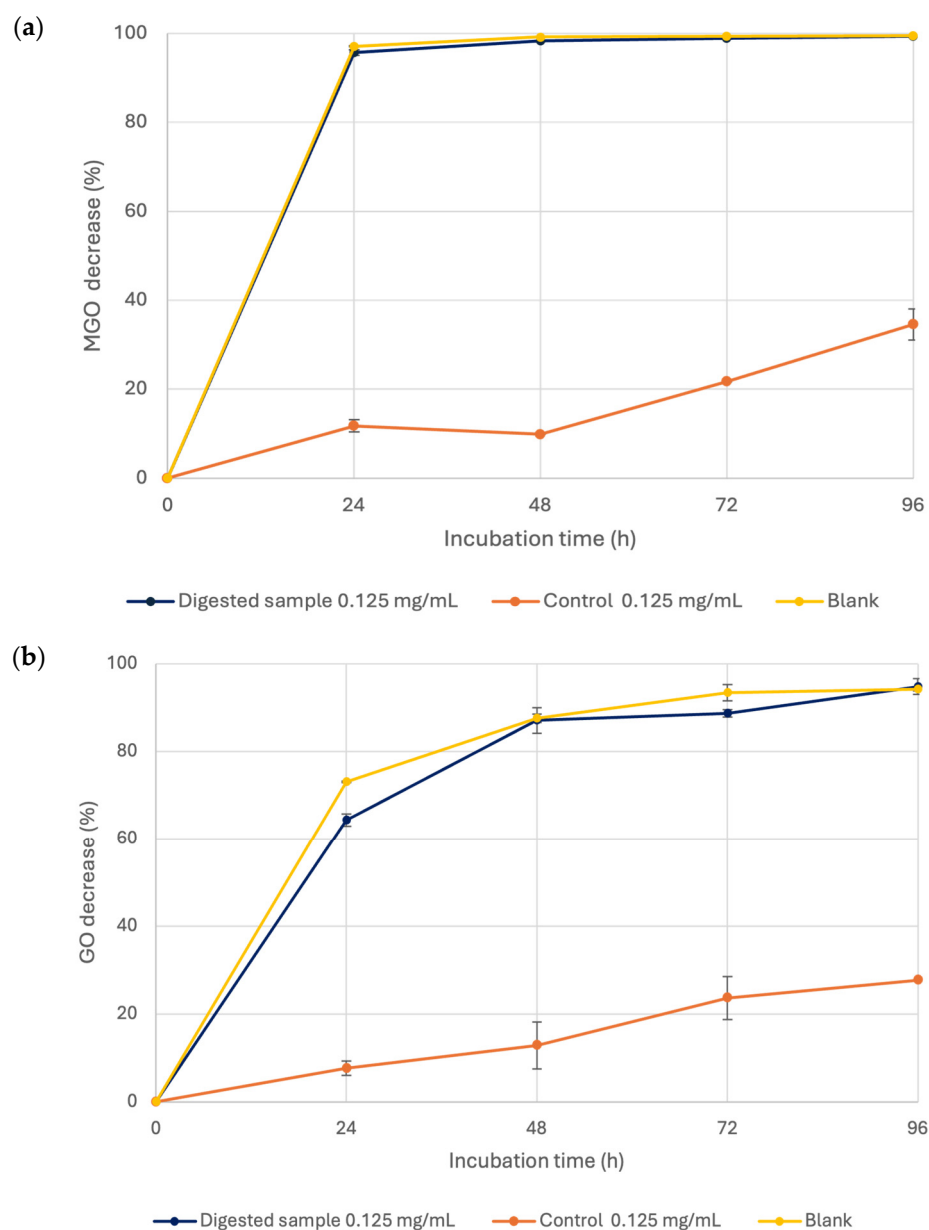 (a)
100
80
60
40
20
0
MGO decrease (%)
0 24 48 72 96
Incubation time (h)
Digested sample 0.125 mg/mL Control 0.125 mg/mL Blank
(b)
100
80
60
40
20
0
GO decrease (%)
0 24 48 72 96
Incubation time (h)
Digested sample 0.125 mg/mL Control 0.125 mg/mL Blank